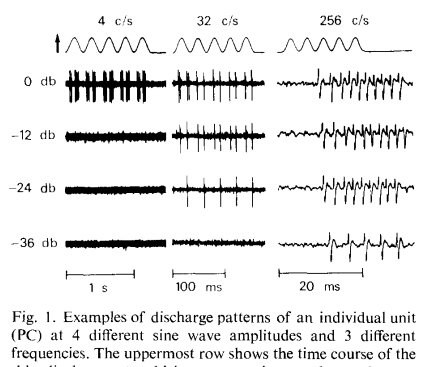 4 c/s 32 c/s 256 c/s
0 db
-12 db
-24 db
-36 db
1 s 100 ms 20 ms
Fig. 1. Examples of discharge patterns of an individual unit
(PC) at 4 different sine wave amplitudes and 3 different
frequencies. The uppermost row shows the time course of the